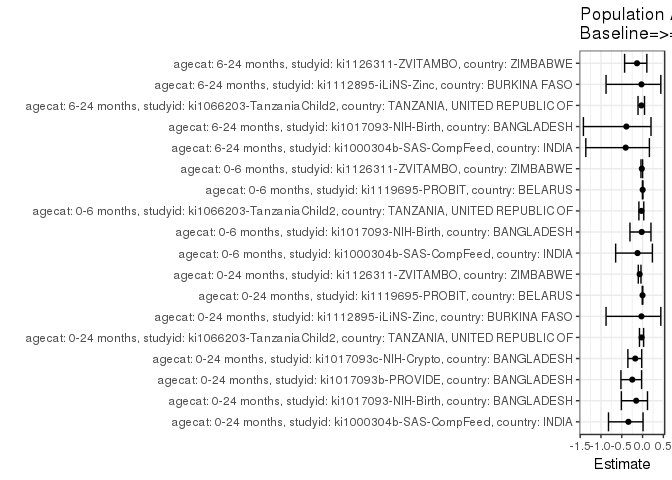 Population
Baseline=>
agecat: 6-24 months, studyid: ki1126311-ZVITAMBO, country: ZIMBABWE
agecat: 6-24 months, studyid: ki1112895-iLiNS-Zinc, country: BURKINA FASO
agecat: 6-24 months, studyid: ki1066203-TanzaniaChild2, country: TANZANIA, UNITED REPUBLIC OF
agecat: 6-24 months, studyid: ki1017093-NIH-Birth, country: BANGLADESH
agecat: 6-24 months, studyid: ki1000304b-SAS-CompFeed, country: INDIA
agecat: 0-6 months, studyid: ki1126311-ZVITAMBO, country: ZIMBABWE
agecat: 0-6 months, studyid: ki1119695-PROBIT, country: BELARUS
agecat: 0-6 months, studyid: ki1066203-TanzaniaChild2, country: TANZANIA, UNITED REPUBLIC OF
agecat: 0-6 months, studyid: ki1017093-NIH-Birth, country: BANGLADESH
agecat: 0-6 months, studyid: ki1000304b-SAS-CompFeed, country: INDIA
agecat: 0-24 months, studyid: ki1126311-ZVITAMBO, country: ZIMBABWE
agecat: 0-24 months, studyid: ki1119695-PROBIT, country: BELARUS
agecat: 0-24 months, studyid: ki1112895-iLiNS-Zinc, country: BURKINA FASO
agecat: 0-24 months, studyid: ki1066203-TanzaniaChild2, country: TANZANIA, UNITED REPUBLIC OF
agecat: 0-24 months, studyid: ki1017093c-NIH-Crypto, country: BANGLADESH
agecat: 0-24 months, studyid: ki1017093b-PROVIDE, country: BANGLADESH
agecat: 0-24 months, studyid: ki1017093-NIH-Birth, country: BANGLADESH
agecat: 0-24 months, studyid: ki1000304b-SAS-CompFeed, country: INDIA
-1.5 -1.0 -0.5 0.0 0.5
Estimate